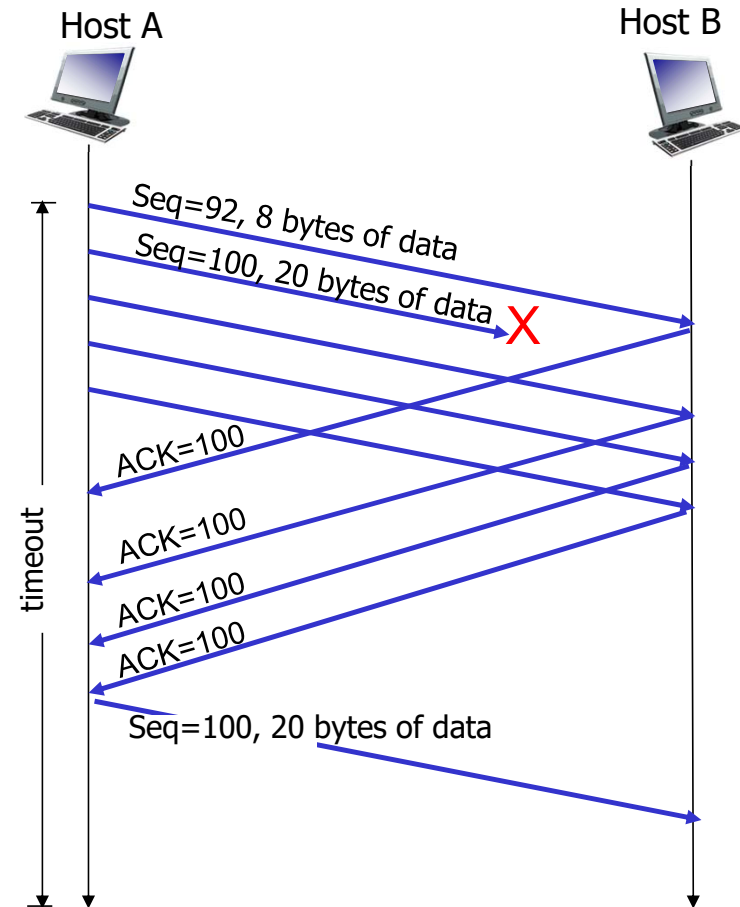 Host A
Host B
Seq=92, 8 bytes of data
Seq=100, 20 bytes of data
X
ACK=100
timeout
ACK=100
ACK=100
ACK=100
Seq=100, 20 bytes of data